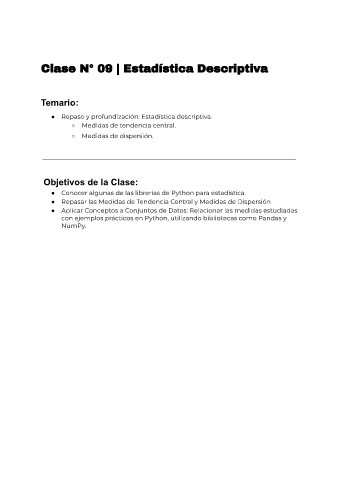 Clase N° 09 | Estadística Descriptiva
Temario:
● Repaso y profundización: Estadística descriptiva.
○ Medidas de tendencia central.
○ Medidas de dispersión.
Objetivos de la Clase:
● Conocer algunas de las librerías de Python para estadística.
● Repasar las Medidas de Tendencia Central y Medidas de Dispersión
● Aplicar Conceptos a Conjuntos de Datos: Relacionar las medidas estudiadas
con ejemplos prácticos en Python, utilizando bibliotecas como Pandas y
NumPy.